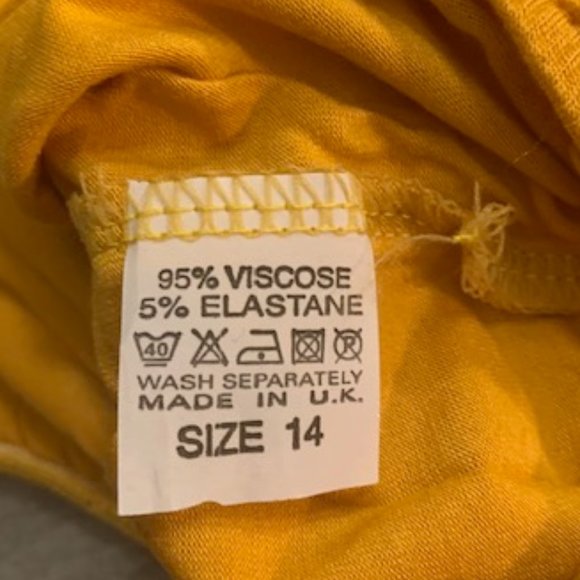 95% VISCOSE
5% ELASTANE
40 R
WASH SEPARATELY
MADE IN U.K.
SIZE 14